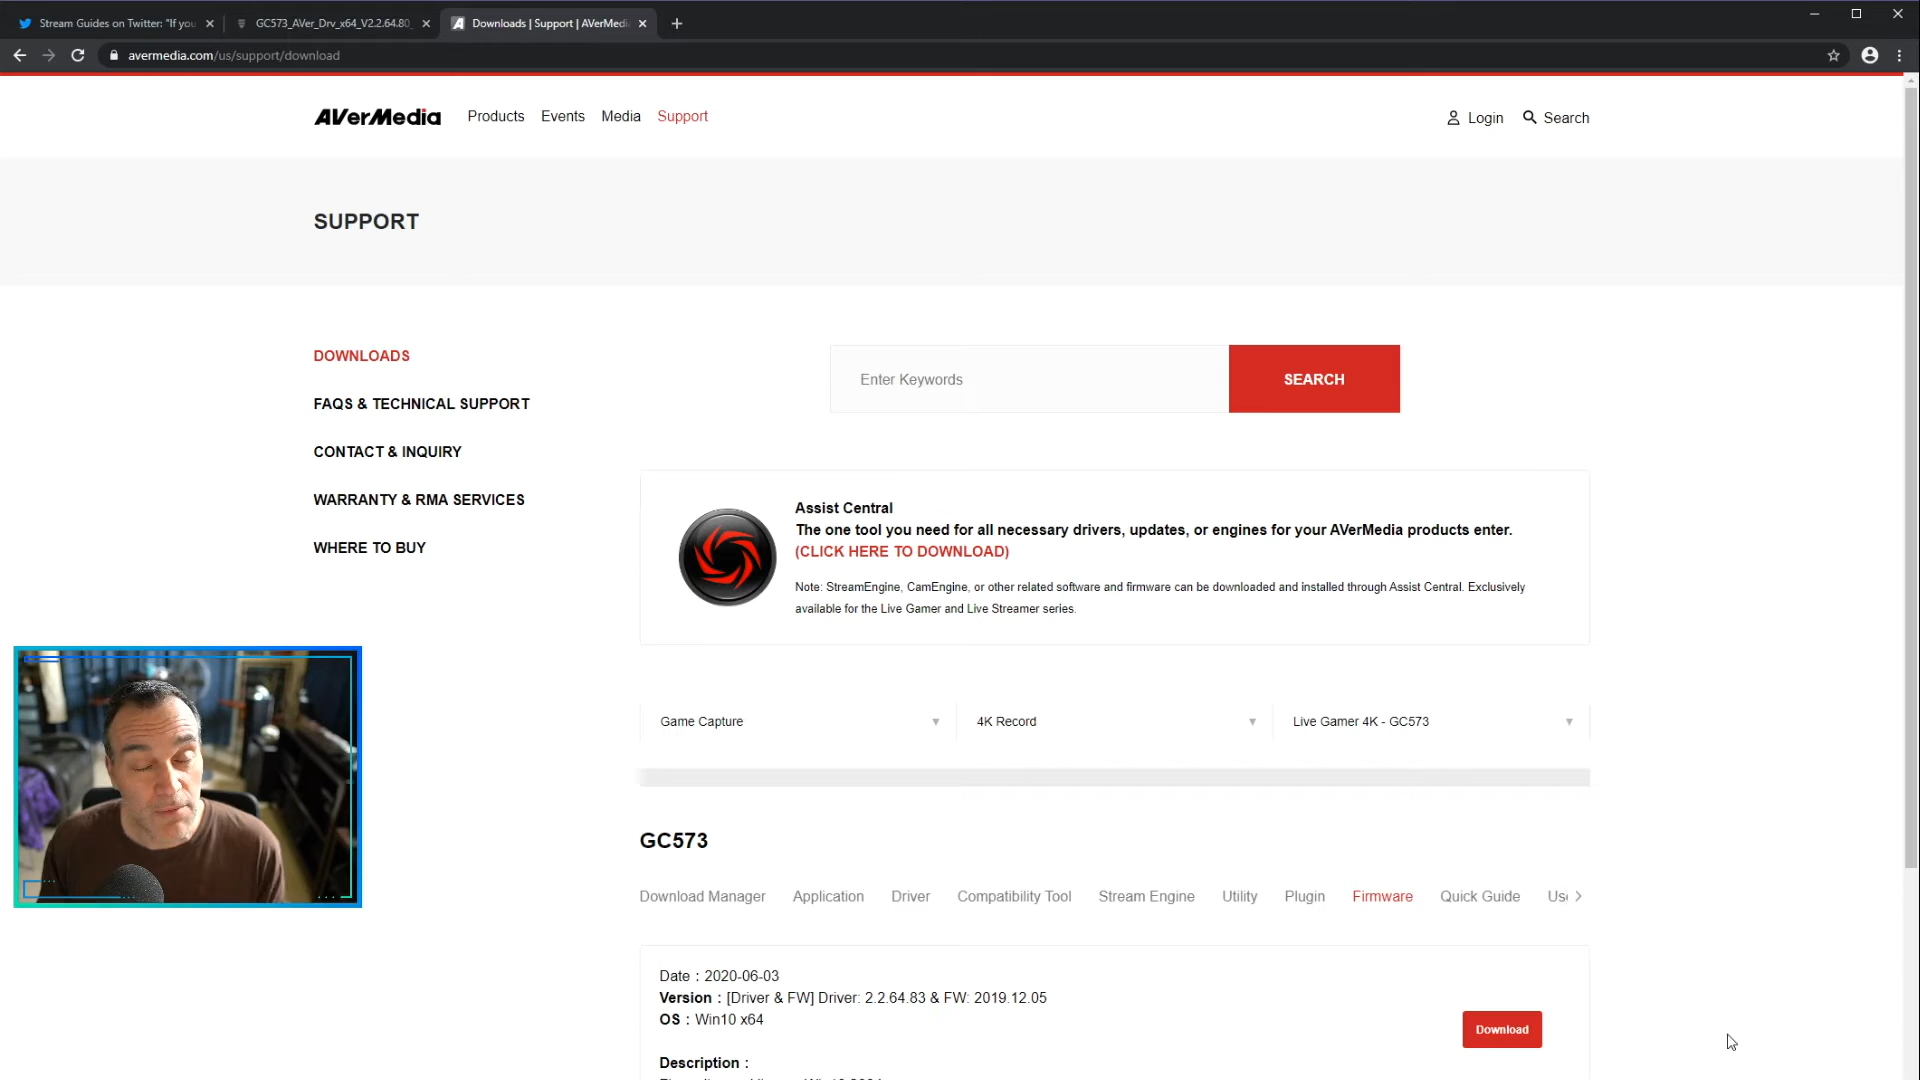 Stream Guides on Twitter: "If you
GC573_AVer_Drv_x64_V2.2.64.80_
Downloads | Support | AVerMedia
avermedia.com/us/support/download
AVerMedia
Products
Events
Media
Support
Login
Search
SUPPORT
DOWNLOADS
FAQS & TECHNICAL SUPPORT
CONTACT & INQUIRY
WARRANTY & RMA SERVICES
WHERE TO BUY
Enter Keywords
SEARCH
Assist Central
The one tool you need for all necessary drivers, updates, or engines for your AVerMedia products enter.
(CLICK HERE TO DOWNLOAD)
Note: StreamEngine, CamEngine, or other related software and firmware can be downloaded and installed through Assist Central. Exclusively
available for the Live Gamer and Live Streamer series.
Game Capture
4K Record
Live Gamer 4K - GC573
GC573
Download Manager
Application
Driver
Compatibility Tool
Stream Engine
Utility
Plugin
Firmware
Quick Guide
Date : 2020-06-03
Version : [Driver & FW] Driver: 2.2.64.83 & FW: 2019.12.05
OS : Win10 x64
Download
Description :